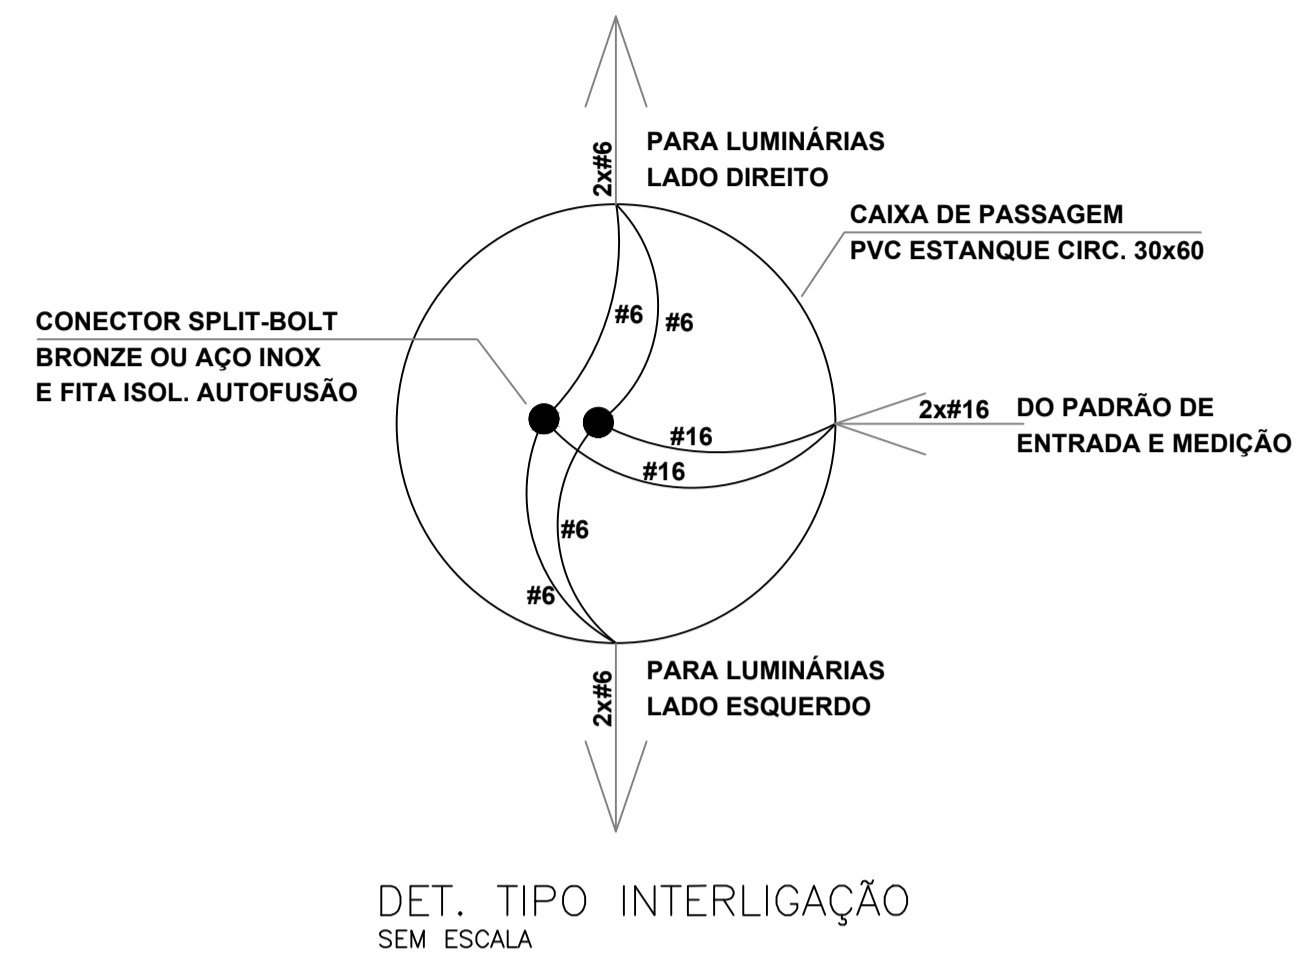 2x#6
PARA LUMINÁRIAS
LADO DIREITO
CAIXA DE PASSAGEM
PVC ESTANQUE CIRC. 30x60
CONECTOR SPLIT-BOLT
BRONZE OU AÇO INOX
E FITA ISOL. AUTOFUSÃO
#6
#6
2x#16
DO PADRÃO DE
ENTRADA E MEDIÇÃO
#16
#16
#6
#6
2x#6
PARA LUMINÁRIAS
LADO ESQUERDO
DET. TIPO INTERLIGAÇÃO
SEM ESCALA